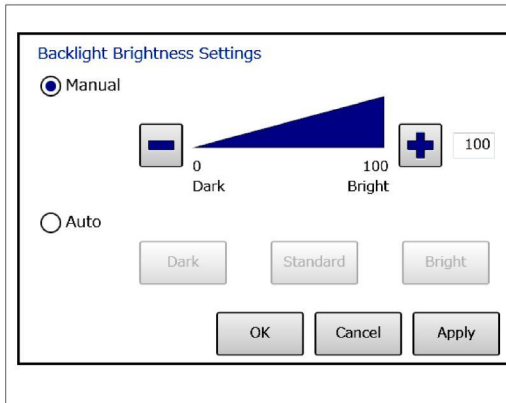 Backlight Brightness Settings
Manual
100
0 100
Dark Bright
Auto
Dark Standard Bright
OK Cancel Apply